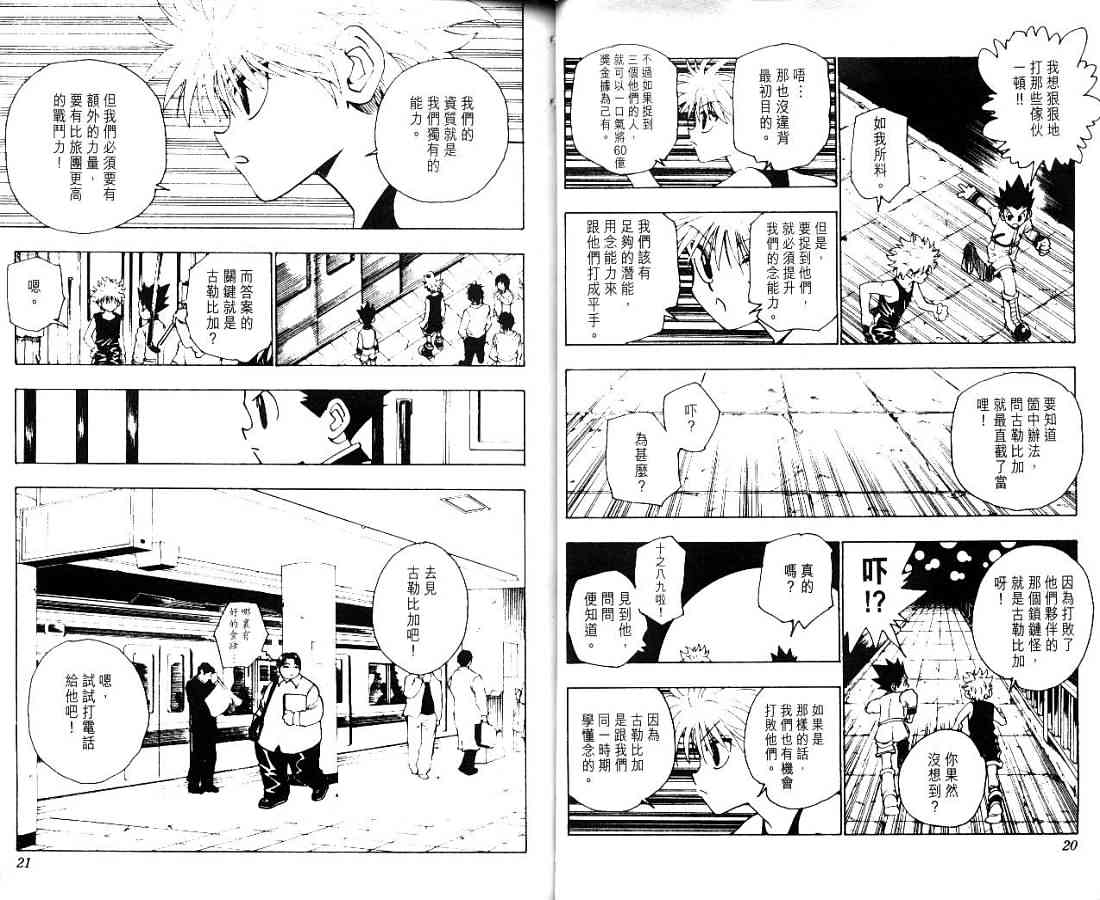 我想狠狠地
打那些傢伙
一頓!!
如我所料。
唔…
那也沒違背
最初目的。
不過如果捉到
三個他們的人,
就可以一口氣將60億
獎金據為己有。
但是,
要捉到他們,
就必須提升
我們的念能力。
我們該有
足夠的潛能,
用念能力來
跟他們打成平手。
要知道
箇中辦法,
問古勒比加
就最直截了當
哩!
吓?
為甚麼?
因為打敗了
他們夥伴的
那個鎖鏈怪,
就是古勒比加
呀!
吓!?
你果然
沒想到?
真的
嗎?
十之八九啦!
見到他,
問問
便知道。
如果是
那樣的話,
我們也有機會
打敗他們。
因為
古勒比加
是跟我們
同一時期
學懂念的。
20
我們的
資質就是
我們獨有的
能力。
但我們必須要有
額外的力量,
要有比旅團更高
的戰鬥力!
而答案的
關鍵就是
古勒比加?
嗯。
去見
古勒比加吧!
哪裏有
好的食肆
嗯,
試試打電話
給他吧!
21